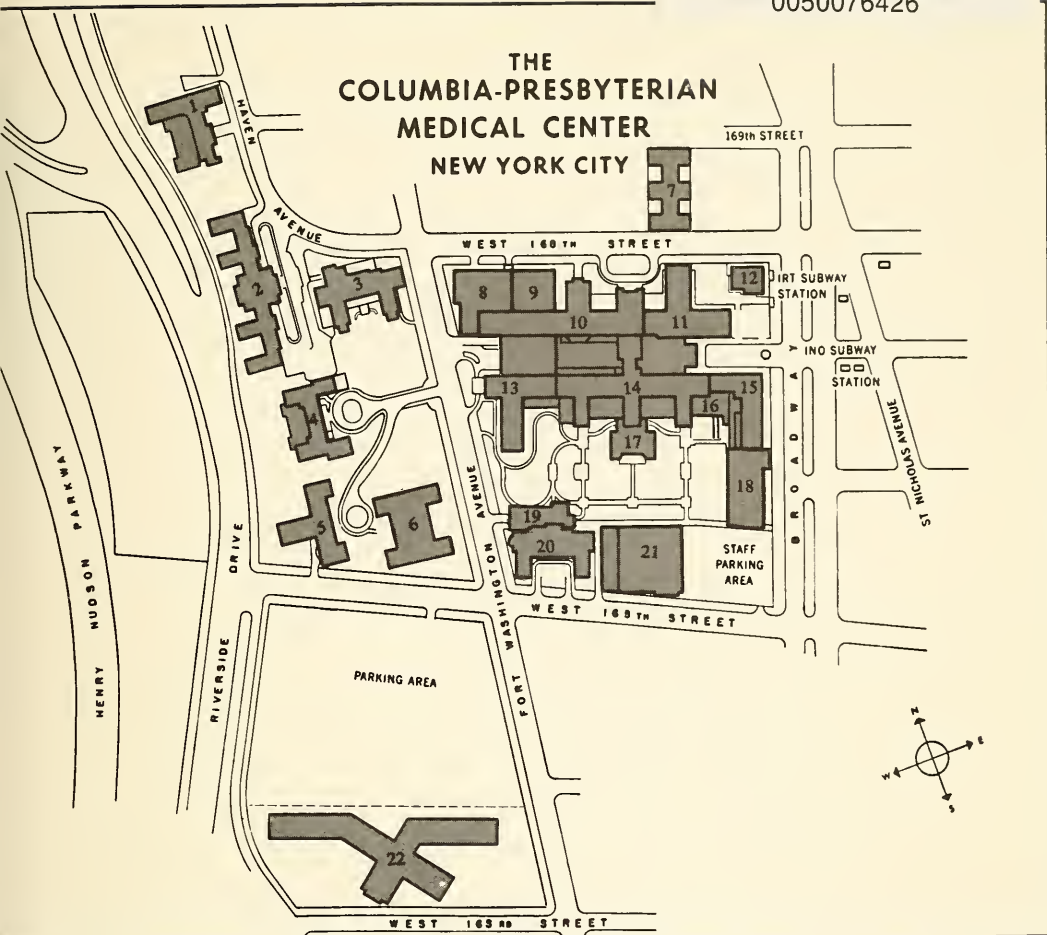 0050076426
THE
COLUMBIA-PRESBYTERIAN
MEDICAL CENTER
NEW YORK CITY
169th STREET
HAVEN
AVENUE
WEST 168TH STREET
1
2
3
4
5
6
7
8
9
10
11
12
IRT SUBWAY
STATION
IND SUBWAY
STATION
13
14
15
16
17
18
19
20
21
STAFF
PARKING
AREA
BROADWAY
ST NICHOLAS AVENUE
FORT WASHINGTON AVENUE
WEST 165TH STREET
HENRY HUDSON PARKWAY
RIVERSIDE DRIVE
PARKING AREA
22
WEST 163RD STREET
N
E
W
S